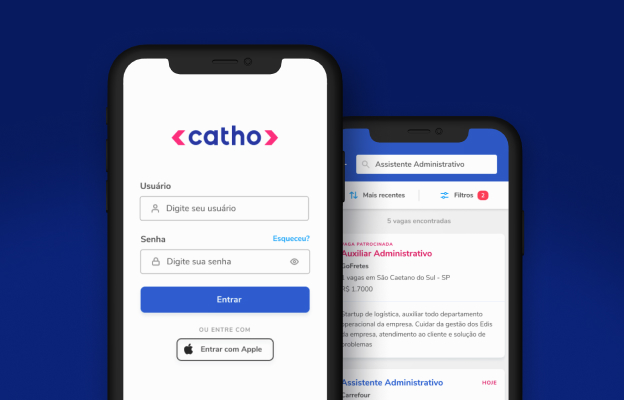 catho
Usuário
Digite seu usuário
Senha
Esqueceu?
Digite sua senha
Entrar
OU ENTRE COM
Entrar com Apple
Assistente Administrativo
Mais recentes
Filtros
2
5 vagas encontradas
PATROCINADA
Auxiliar Administrativo
GoFretes
vagas em São Caetano do Sul - SP
R$ 1.7000
Startup de logística, auxiliar todo departamento
operacional da empresa. Cuidar da gestão dos Edis
da empresa, atendimento ao cliente e solução de
problemas
Assistente Administrativo
HOJE
Carrefour